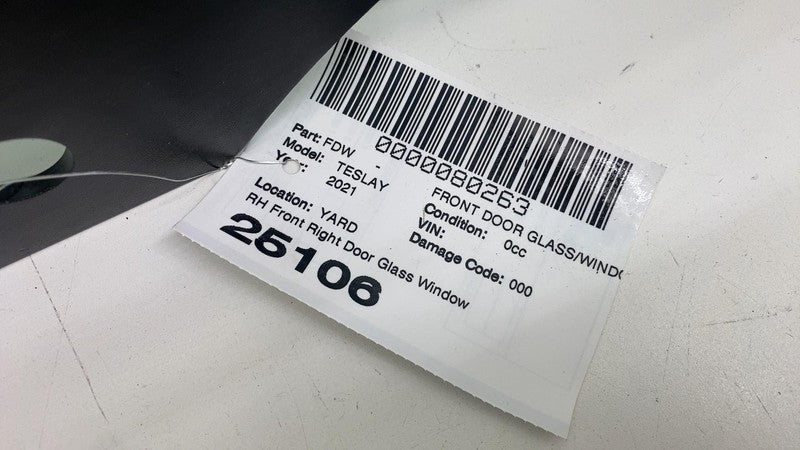 0000080263
Part: FDW - FRONT DOOR GLASS/WINDO
Model: TESLAY Condition: 0cc
Year: 2021 VIN:
Damage Code: 000
Location: YARD
RH Front Right Door Glass Window
25106